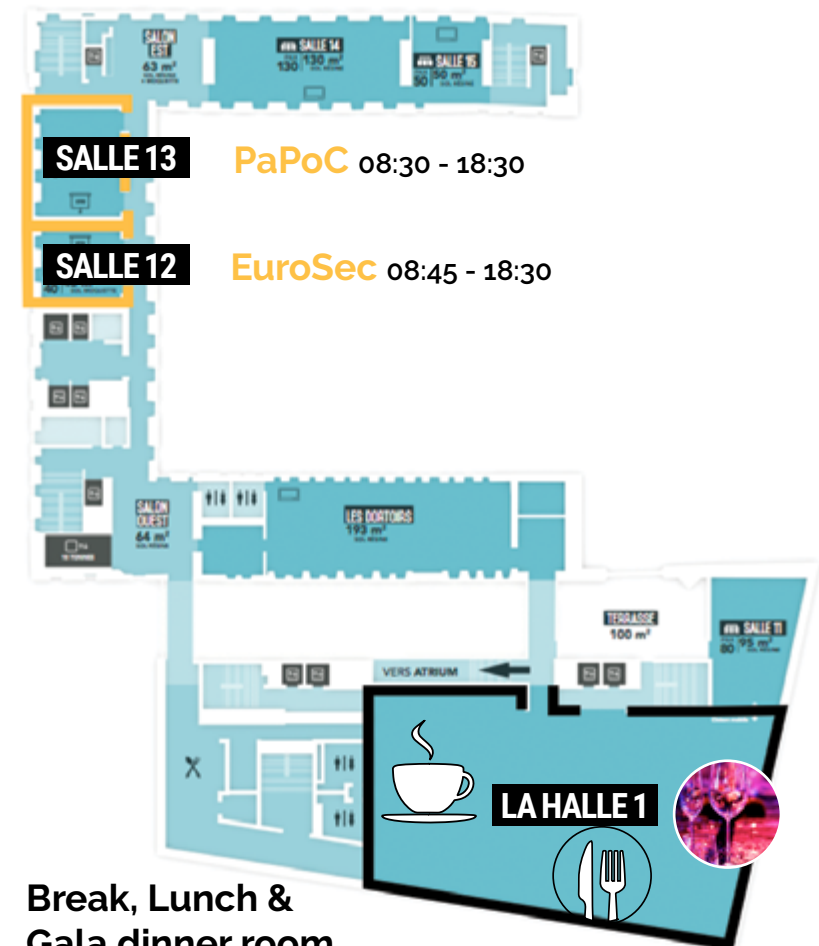 SALON
EST
63 m²
SALLE 14
130 130 m²
SALLE 15
50 50 m²
SALLE 13
PaPoC 08:30 - 18:30
SALLE 12
EuroSec 08:45 - 18:30
40
SALON
OUEST
64 m²
LES DORTOIRS
193 m²
TERRASSE
100 m²
SALLE 11
80 95 m²
VERS ATRIUM
LA HALLE 1
Break, Lunch &
Gala dinner room